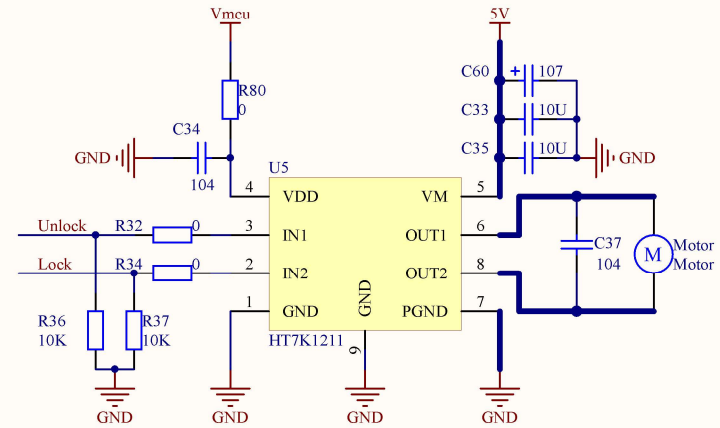 Vmcu
5V
R80
0
C60
+
107
C34
C33
10U
GND
104
C35
10U
GND
U5
4
VDD
VM
5
Unlock
R32
0
3
IN1
OUT1
6
C37
104
M
Motor
Motor
Lock
R34
0
2
IN2
OUT2
8
1
GND
GND
PGND
7
R36
10K
R37
10K
HT7K1211
9
GND
GND
GND
GND